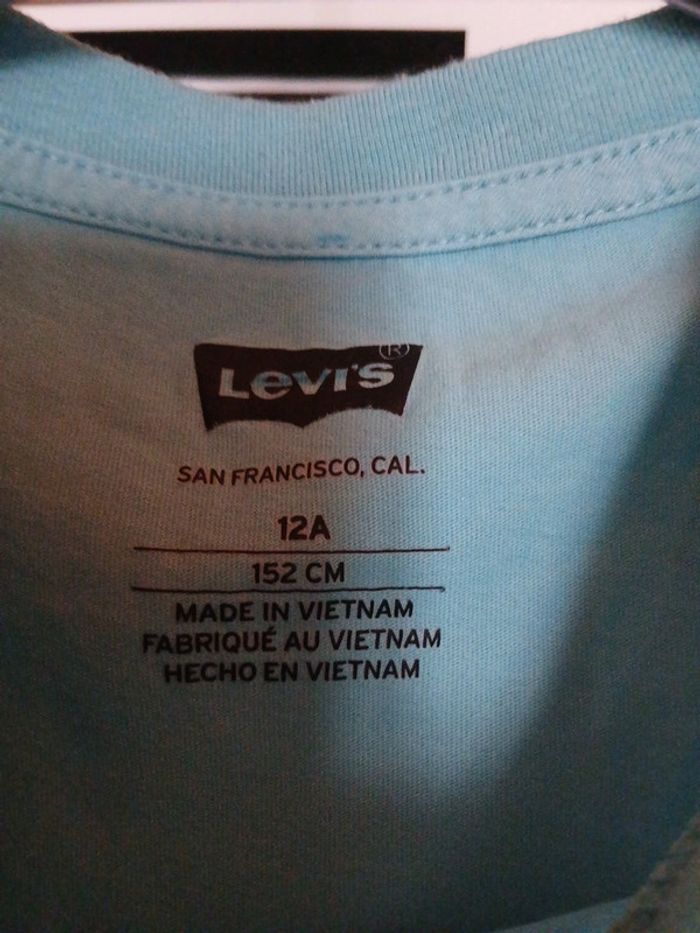 LEVI'S ®
SAN FRANCISCO, CAL.
12A
152 CM
MADE IN VIETNAM
FABRIQUÉ AU VIETNAM
HECHO EN VIETNAM